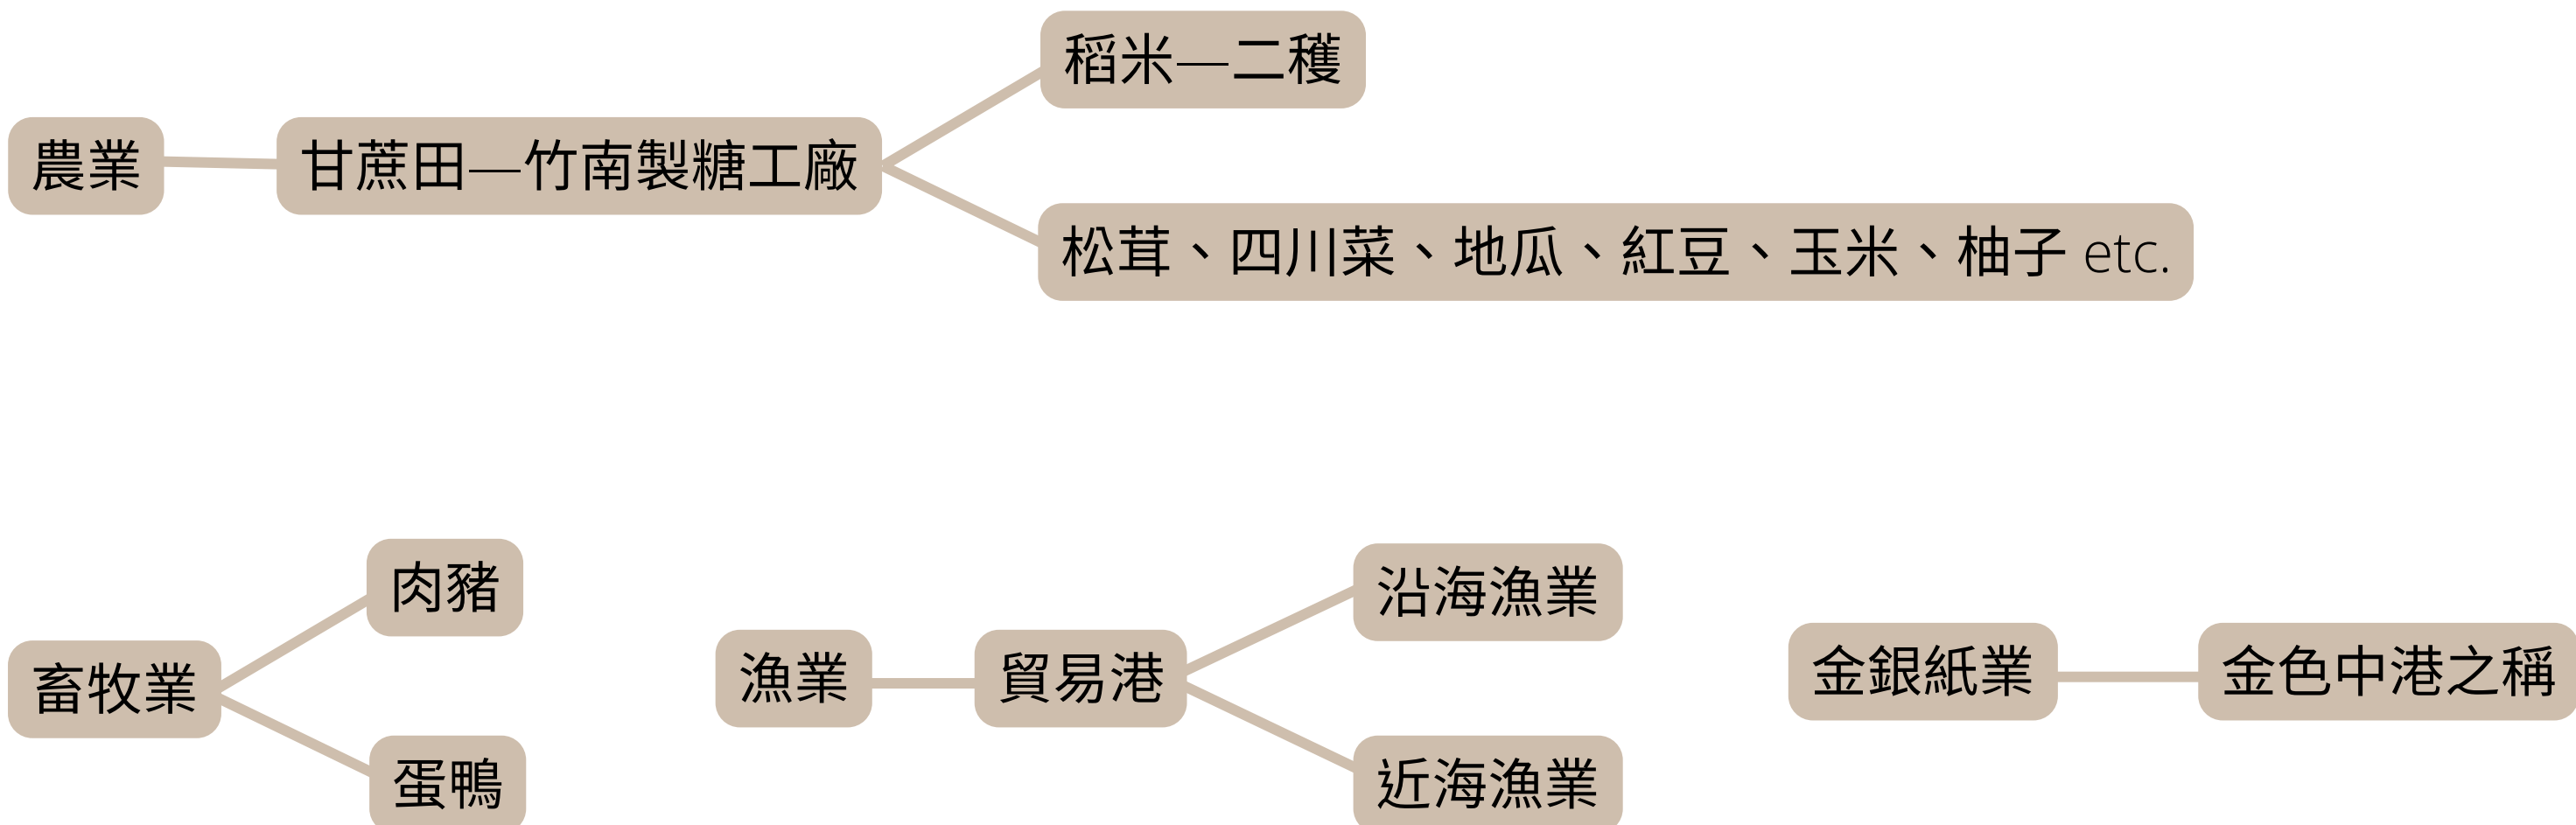 農業
甘蔗田—竹南製糖工廠
稻米—二穫
松茸、四川菜、地瓜、紅豆、玉米、柚子 etc.
畜牧業
肉豬
蛋鴨
漁業
貿易港
沿海漁業
近海漁業
金銀紙業
金色中港之稱